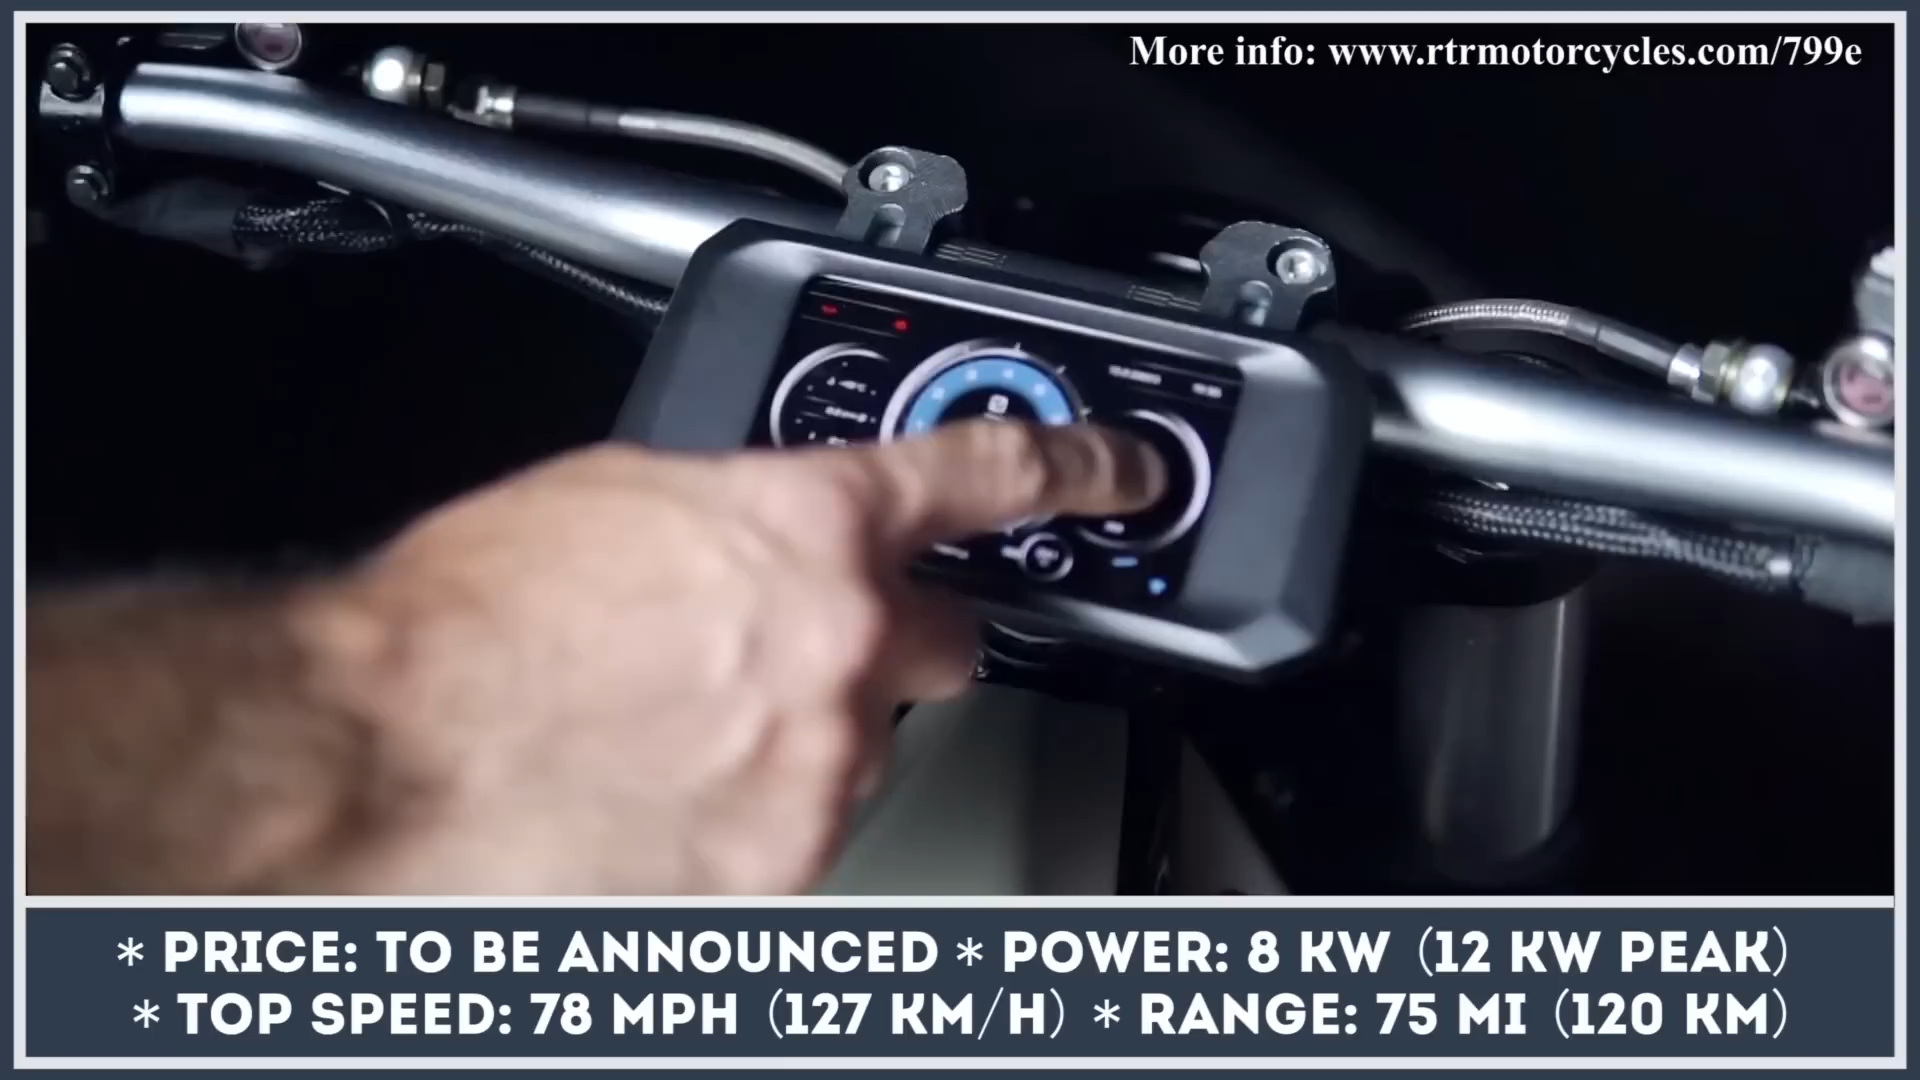 More info: www.rtrmotorcycles.com/799e
* PRICE: TO BE ANNOUNCED * POWER: 8 KW (12 KW PEAK)
* TOP SPEED: 78 MPH (127 KM/H) * RANGE: 75 MI (120 KM)